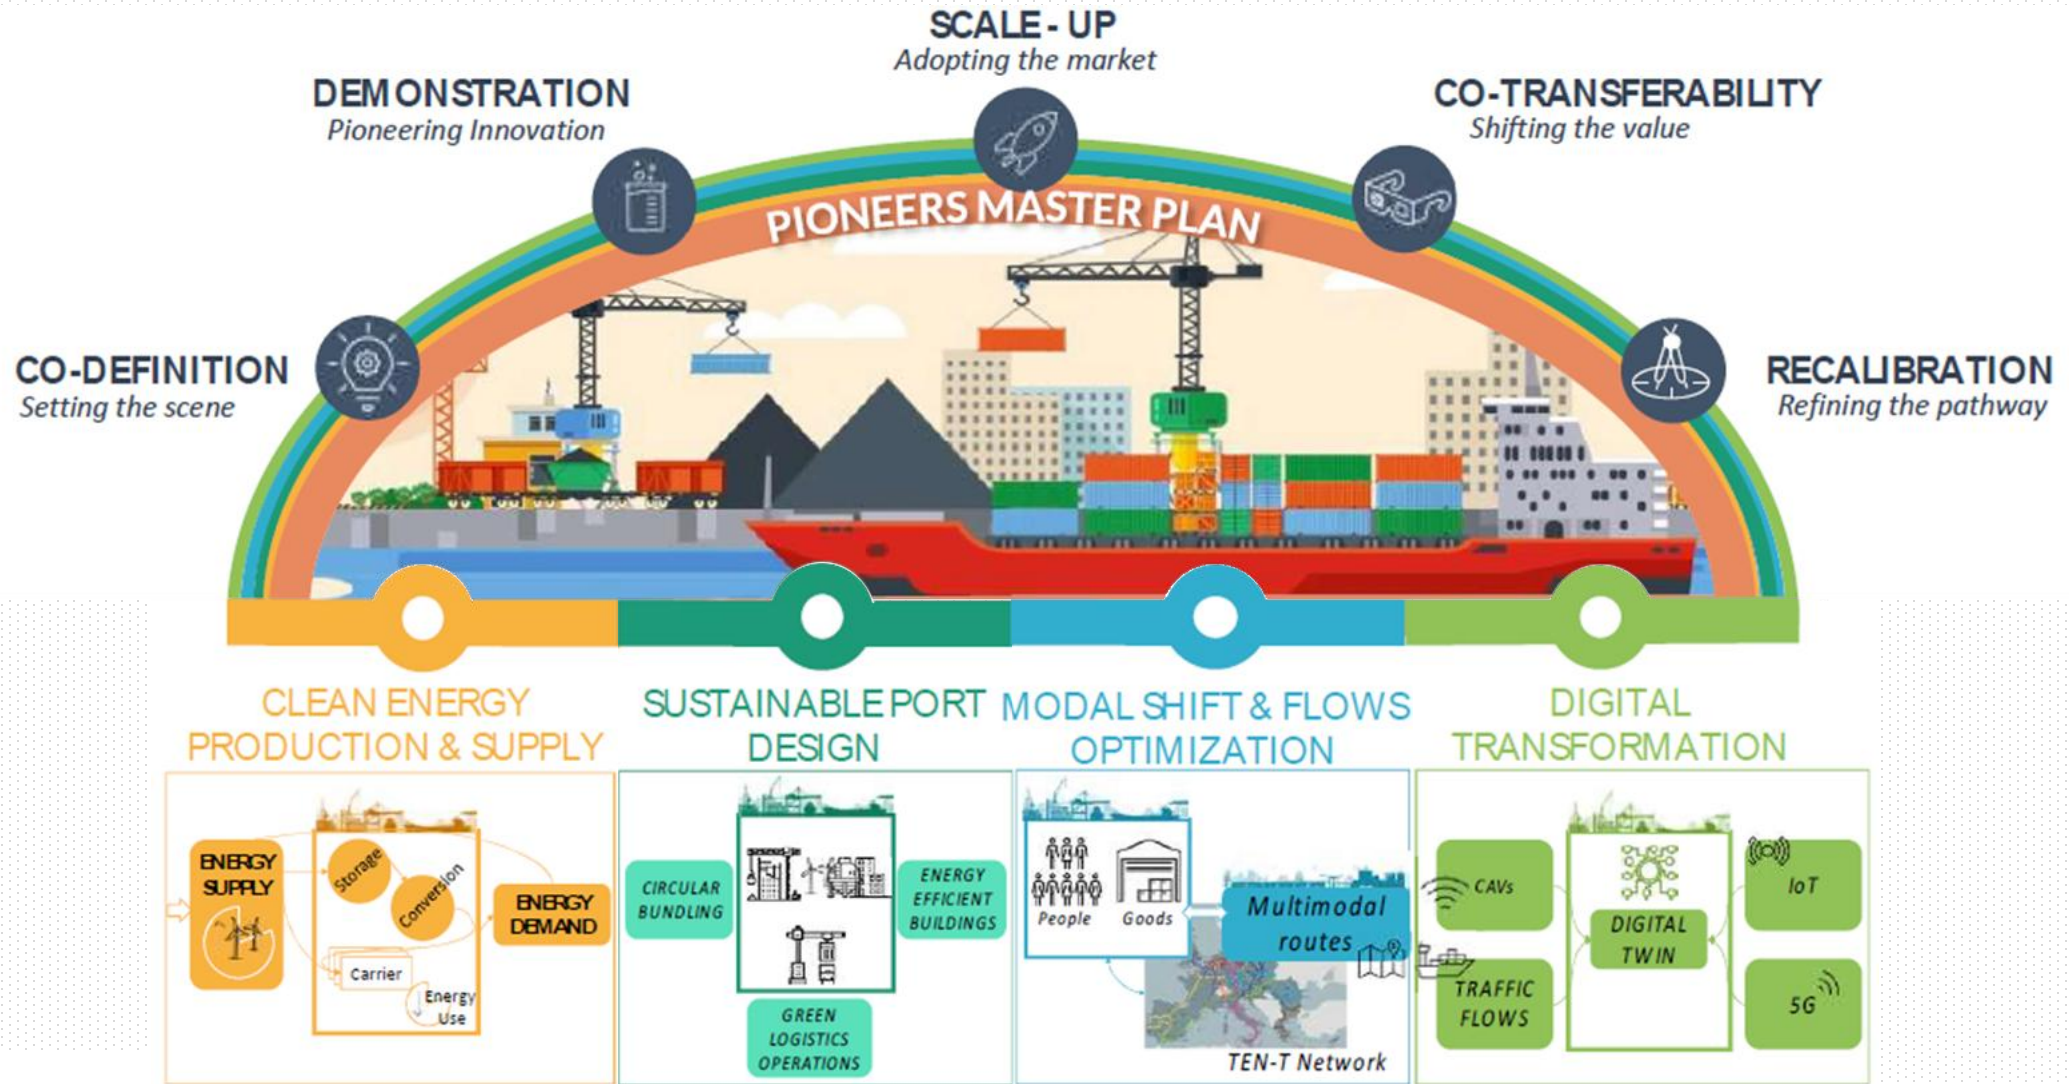 SCALE - UP
Adopting the market
DEMONSTRATION
Pioneering Innovation
CO-TRANSFERABILITY
Shifting the value
PIONEERS MASTER PLAN
CO-DEFINITION
Setting the scene
RECALIBRATION
Refining the pathway
CLEAN ENERGY
PRODUCTION & SUPPLY
SUSTAINABLE PORT
DESIGN
MODAL SHIFT & FLOWS
OPTIMIZATION
DIGITAL
TRANSFORMATION
ENERGY
SUPPLY
Storage
Conversion
Carrier
Energy
Use
ENERGY
DEMAND
CIRCULAR
BUNDLING
ENERGY
EFFICIENT
BUILDINGS
GREEN
LOGISTICS
OPERATIONS
People
Goods
Multimodal
routes
TEN-T Network
CAVs
TRAFFIC
FLOWS
DIGITAL
TWIN
IoT
5G